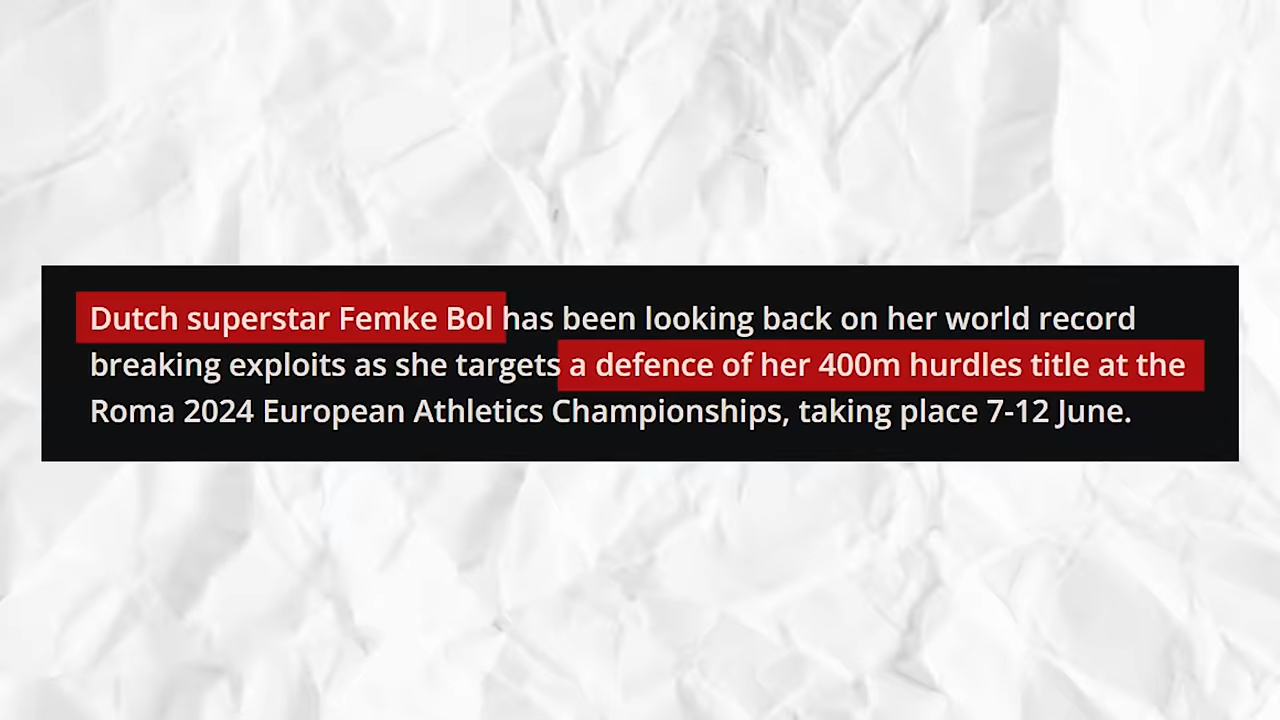 Dutch superstar Femke Bol has been looking back on her world record
breaking exploits as she targets a defence of her 400m hurdles title at the
Roma 2024 European Athletics Championships, taking place 7-12 June.